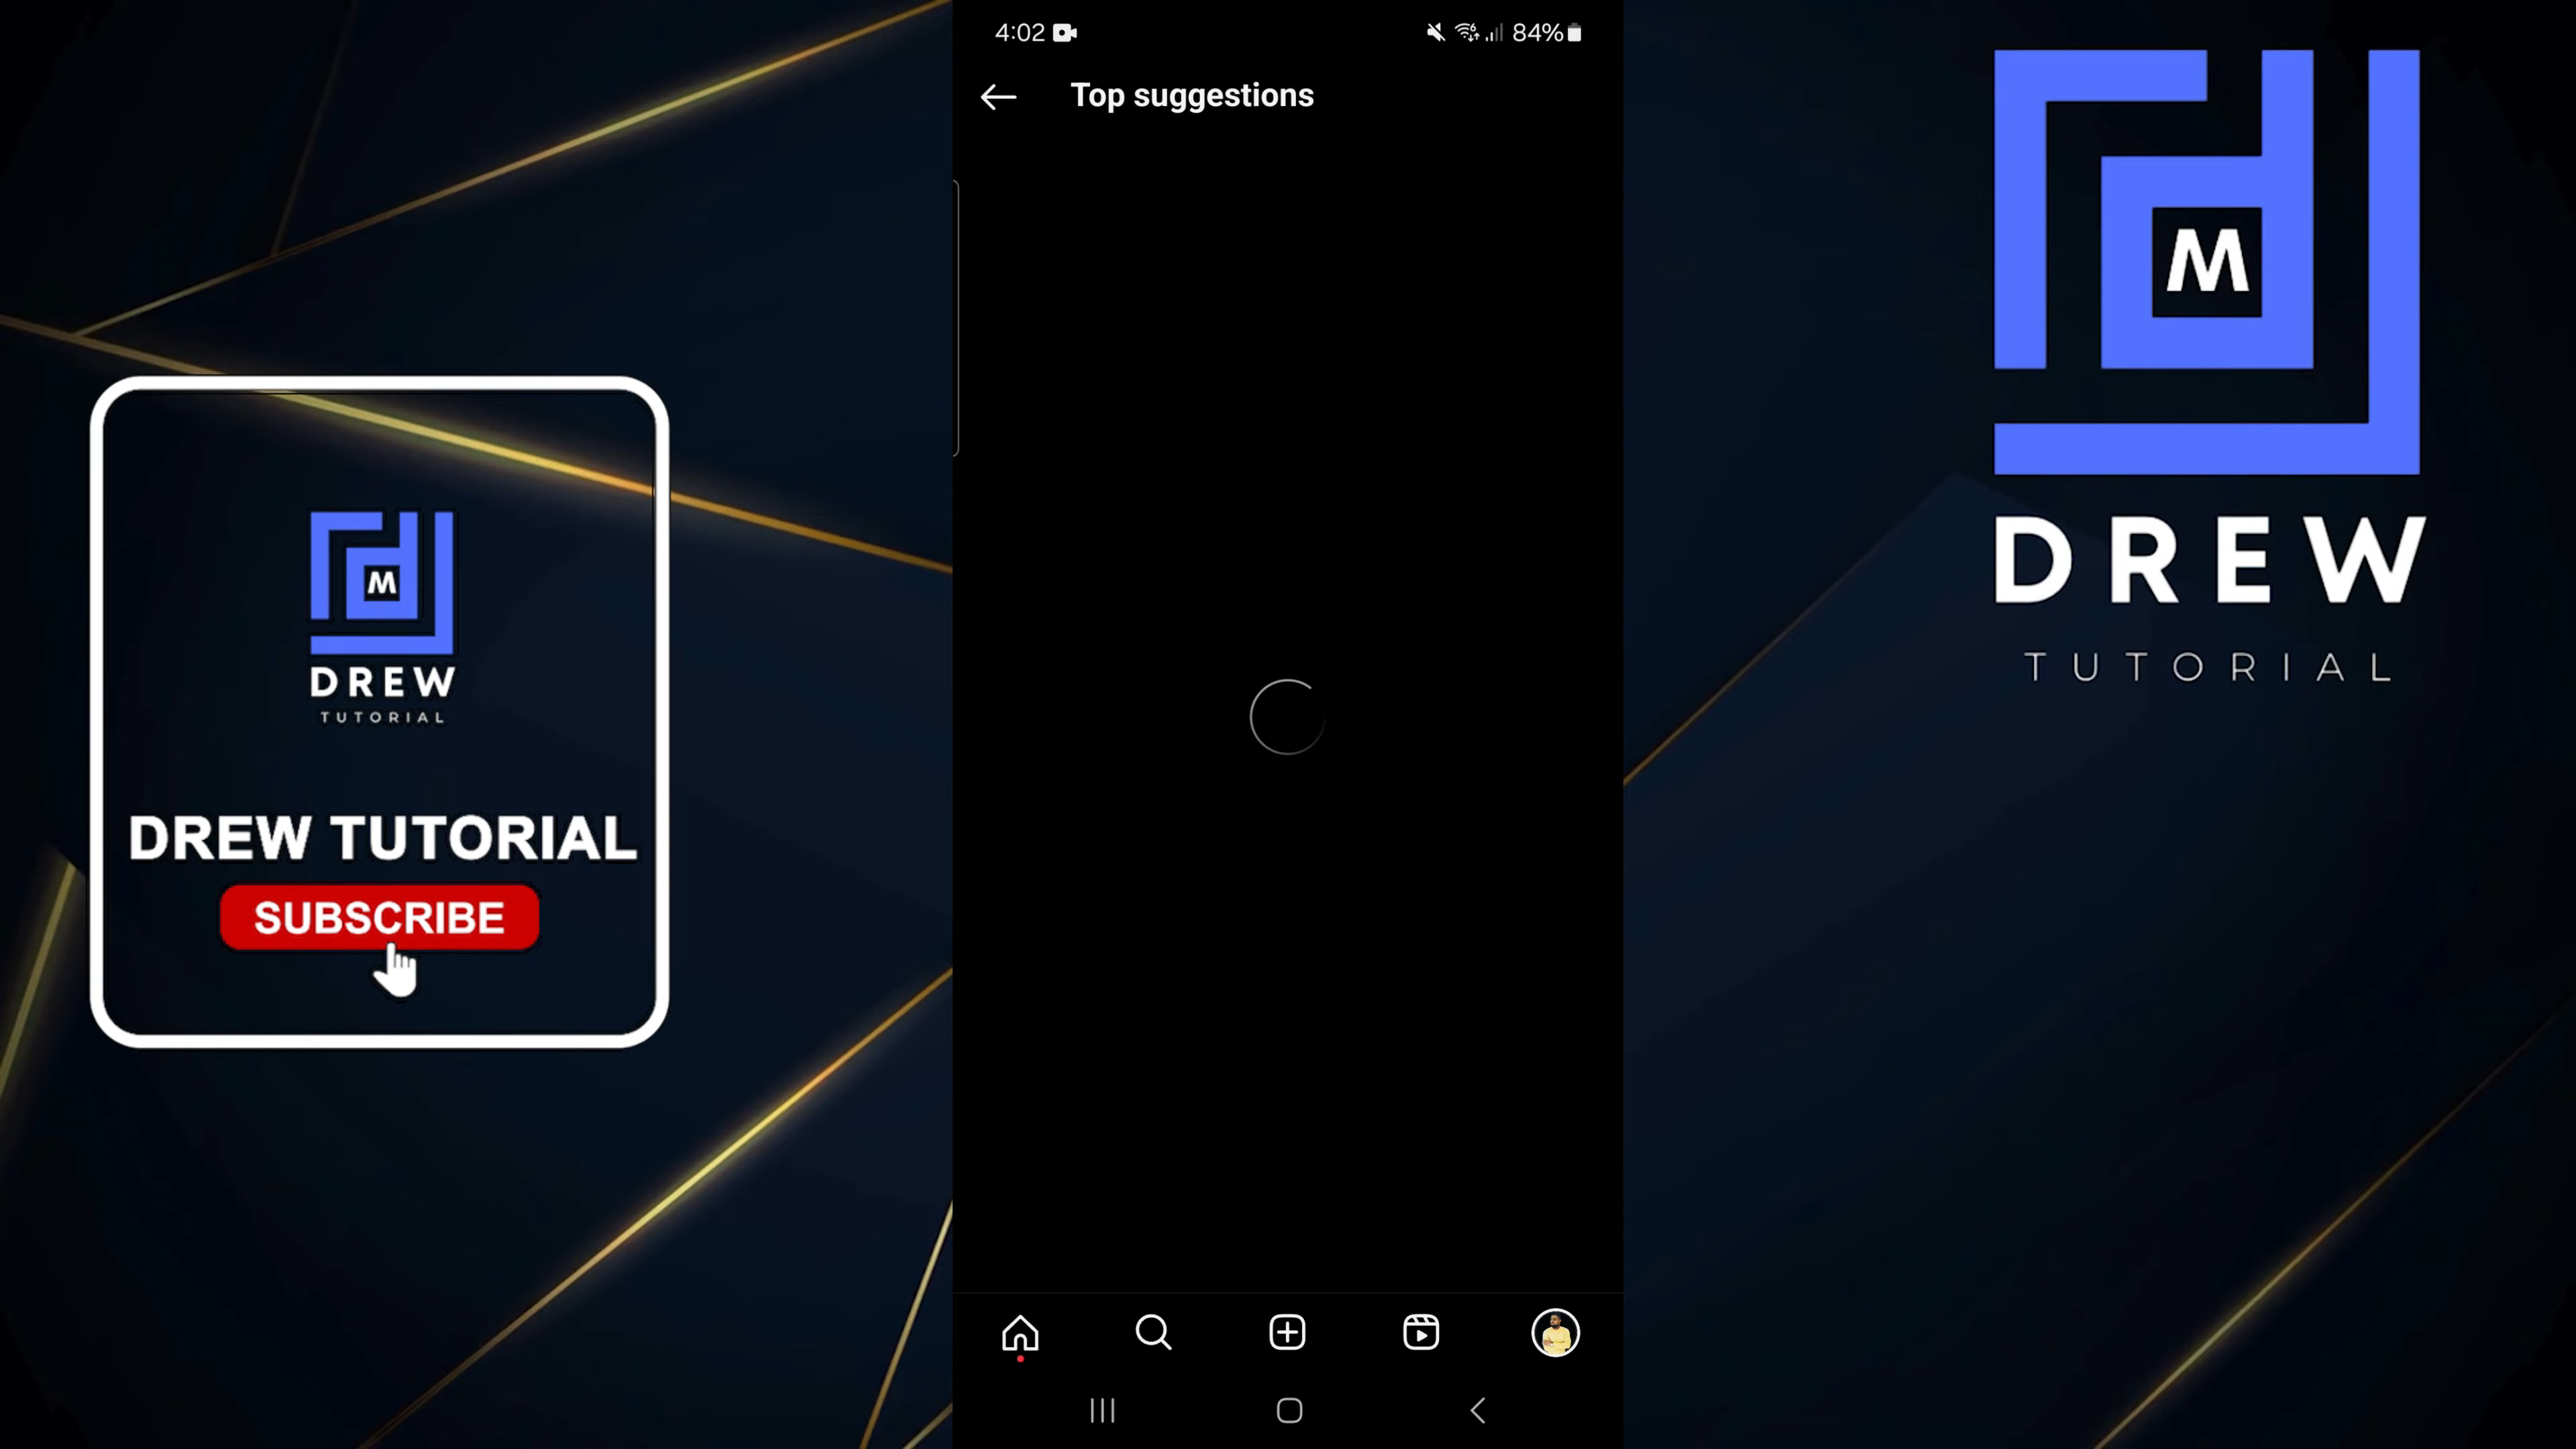 4:02
84%
Top suggestions
M
DREW
TUTORIAL
M
DREW
TUTORIAL
DREW TUTORIAL
SUBSCRIBE